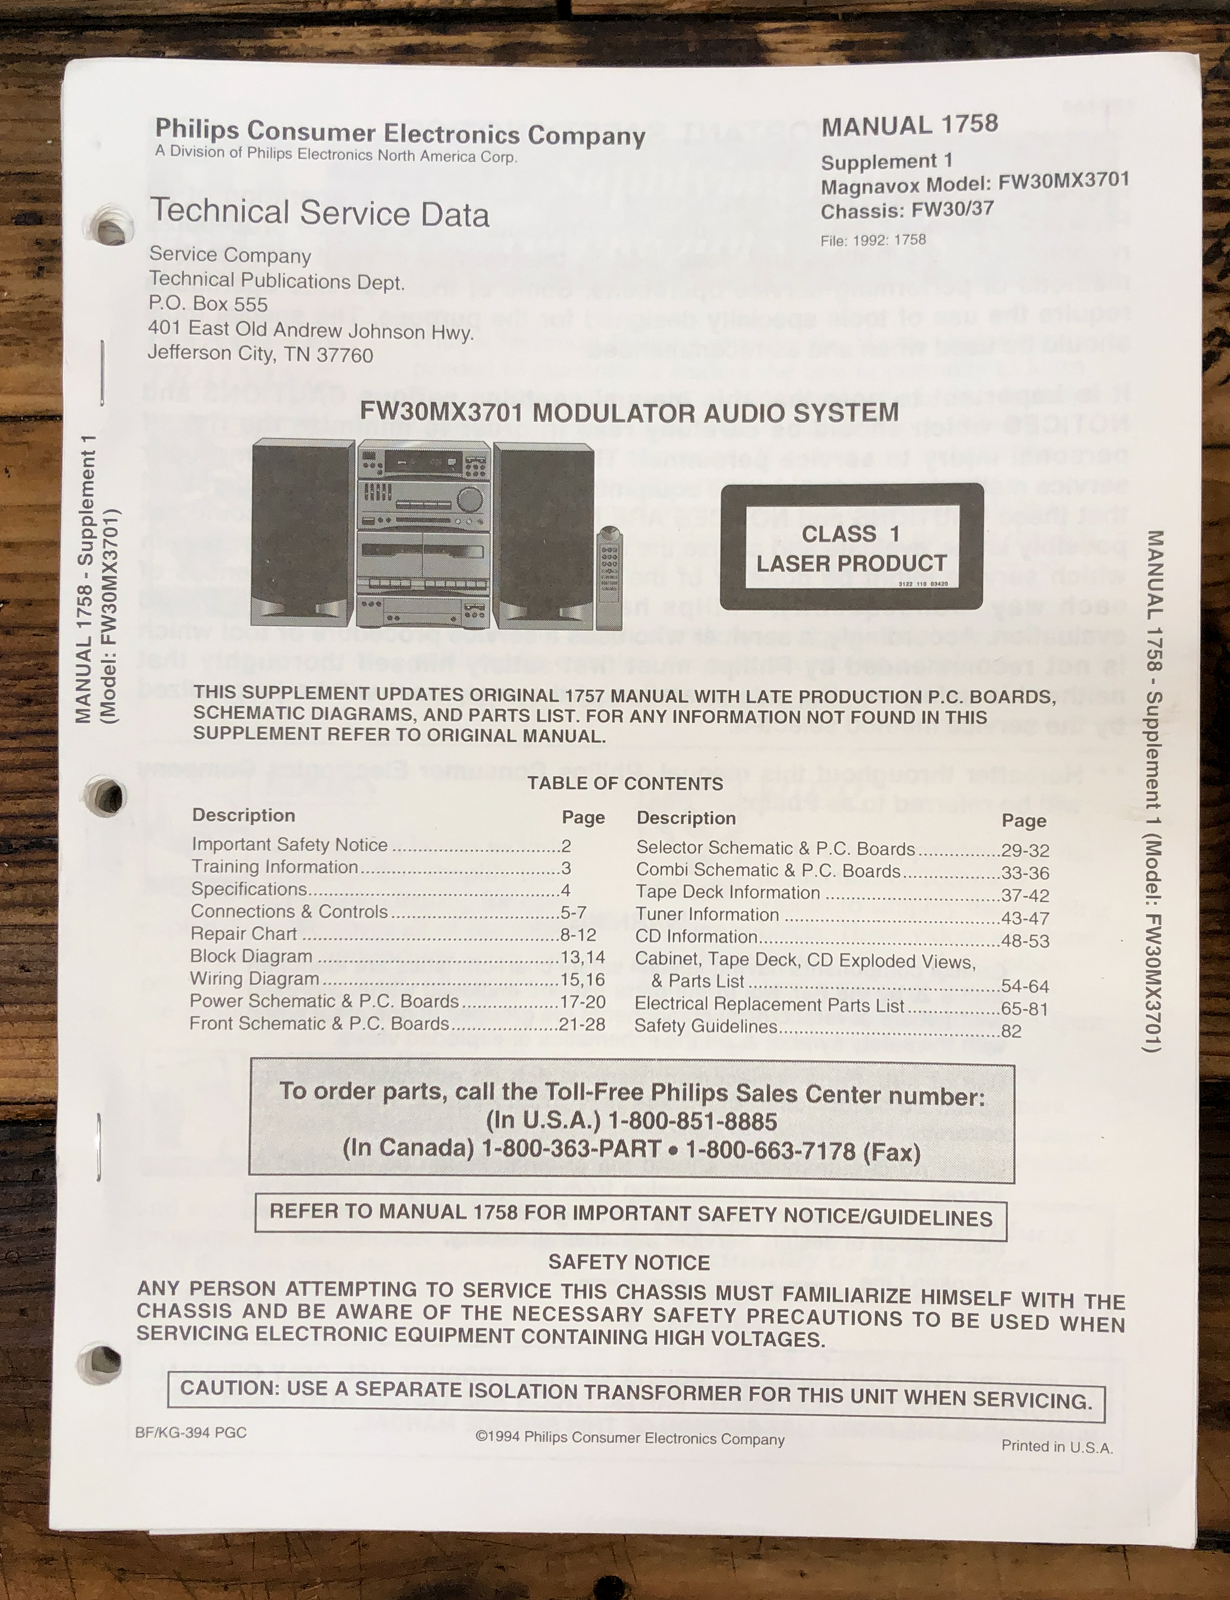 Philips Consumer Electronics Company
A Division of Philips Electronics North America Corp.
Technical Service Data
Service Company
Technical Publications Dept.
P.O. Box 555
401 East Old Andrew Johnson Hwy.
Jefferson City, TN 37760
MANUAL 1758
Supplement 1
Magnavox Model: FW30MX3701
Chassis: FW30/37
File: 1992: 1758
FW30MX3701 MODULATOR AUDIO SYSTEM
CLASS 1
LASER PRODUCT
3122 110 03420
MANUAL 1758 - Supplement 1
(Model: FW30MX3701)
MANUAL 1758 - Supplement 1 (Model: FW30MX3701)
THIS SUPPLEMENT UPDATES ORIGINAL 1757 MANUAL WITH LATE PRODUCTION P.C. BOARDS,
SCHEMATIC DIAGRAMS, AND PARTS LIST. FOR ANY INFORMATION NOT FOUND IN THIS
SUPPLEMENT REFER TO ORIGINAL MANUAL.
TABLE OF CONTENTS
Description Page
Important Safety Notice ..............................2
Training Information....................................3
Specifications..............................................4
Connections & Controls..............................5-7
Repair Chart ..............................................8-12
Block Diagram ............................................13,14
Wiring Diagram ...........................................15,16
Power Schematic & P.C. Boards..................17-20
Front Schematic & P.C. Boards....................21-28
Description Page
Selector Schematic & P.C. Boards...............29-32
Combi Schematic & P.C. Boards..................33-36
Tape Deck Information ................................37-42
Tuner Information ........................................43-47
CD Information.............................................48-53
Cabinet, Tape Deck, CD Exploded Views,
& Parts List ..............................................54-64
Electrical Replacement Parts List .................65-81
Safety Guidelines.........................................82
To order parts, call the Toll-Free Philips Sales Center number:
(In U.S.A.) 1-800-851-8885
(In Canada) 1-800-363-PART • 1-800-663-7178 (Fax)
REFER TO MANUAL 1758 FOR IMPORTANT SAFETY NOTICE/GUIDELINES
SAFETY NOTICE
ANY PERSON ATTEMPTING TO SERVICE THIS CHASSIS MUST FAMILIARIZE HIMSELF WITH THE
CHASSIS AND BE AWARE OF THE NECESSARY SAFETY PRECAUTIONS TO BE USED WHEN
SERVICING ELECTRONIC EQUIPMENT CONTAINING HIGH VOLTAGES.
CAUTION: USE A SEPARATE ISOLATION TRANSFORMER FOR THIS UNIT WHEN SERVICING.
BF/KG-394 PGC
©1994 Philips Consumer Electronics Company
Printed in U.S.A.